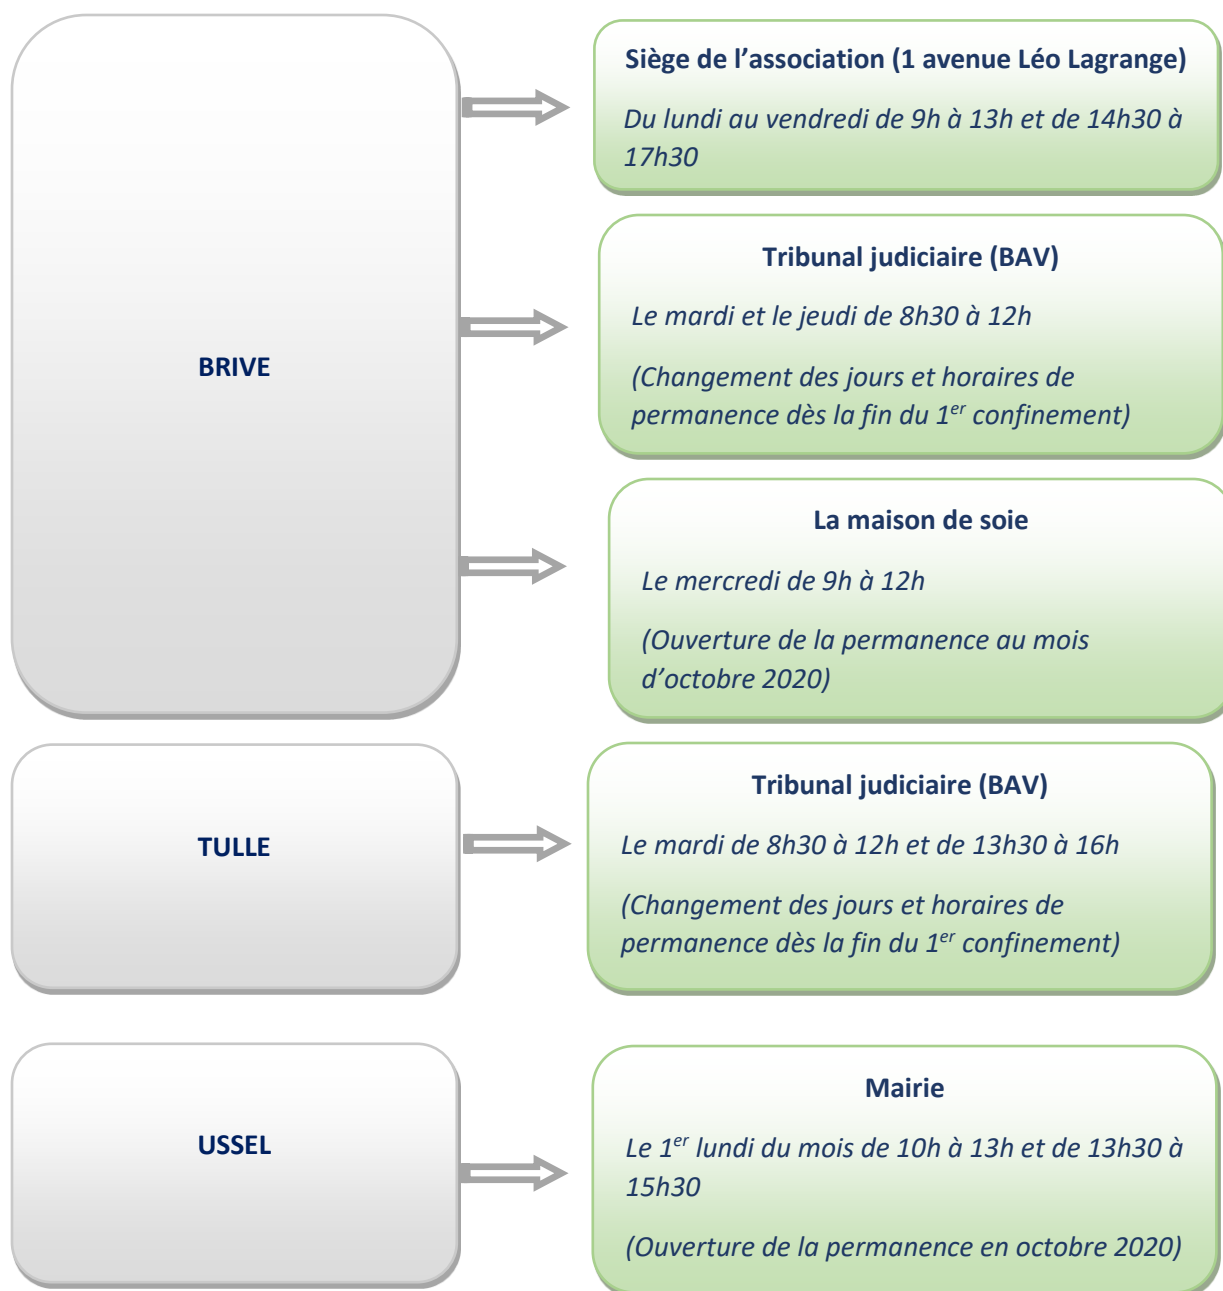 BRIVE
Siège de l’association (1 avenue Léo Lagrange)
Du lundi au vendredi de 9h à 13h et de 14h30 à
17h30
Tribunal judiciaire (BAV)
Le mardi et le jeudi de 8h30 à 12h
(Changement des jours et horaires de
permanence dès la fin du 1er confinement)
La maison de soie
Le mercredi de 9h à 12h
(Ouverture de la permanence au mois
d’octobre 2020)
TULLE
Tribunal judiciaire (BAV)
Le mardi de 8h30 à 12h et de 13h30 à 16h
(Changement des jours et horaires de
permanence dès la fin du 1er confinement)
USSEL
Mairie
Le 1er lundi du mois de 10h à 13h et de 13h30 à
15h30
(Ouverture de la permanence en octobre 2020)